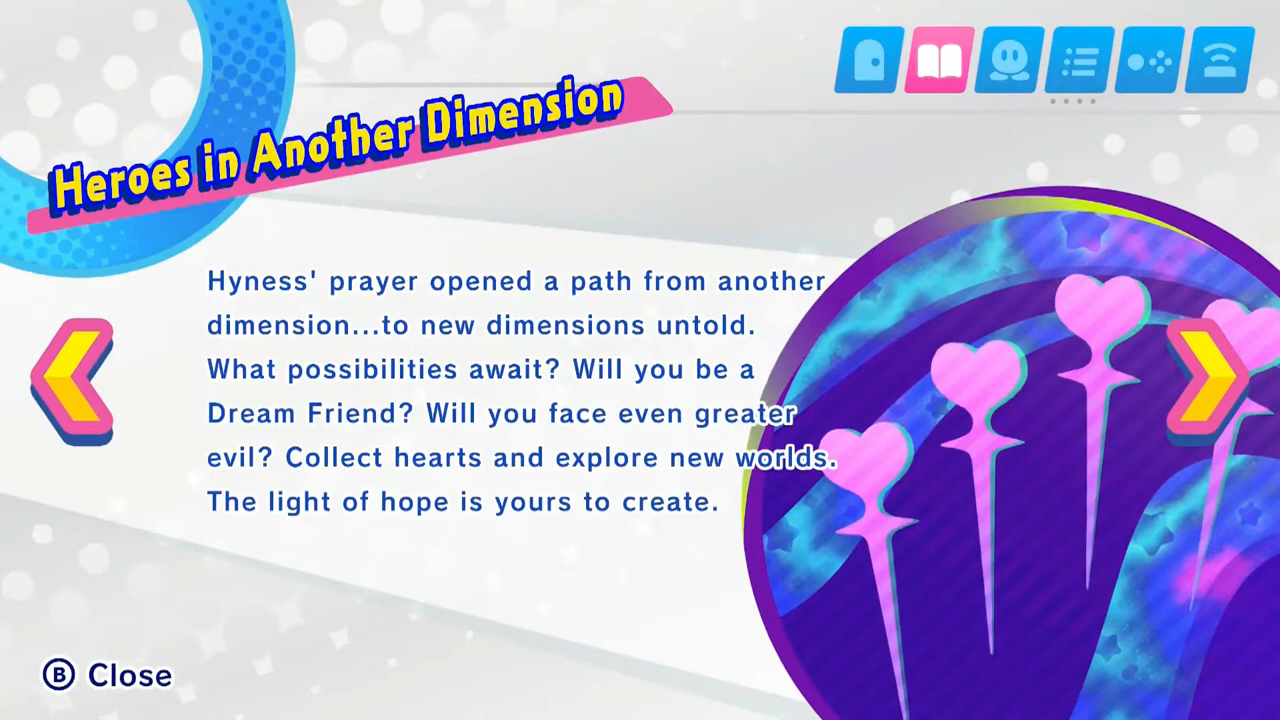 Heroes in Another Dimension
Hyness' prayer opened a path from another
dimension...to new dimensions untold.
What possibilities await? Will you be a
Dream Friend? Will you face even greater
evil? Collect hearts and explore new worlds.
The light of hope is yours to create.
B Close